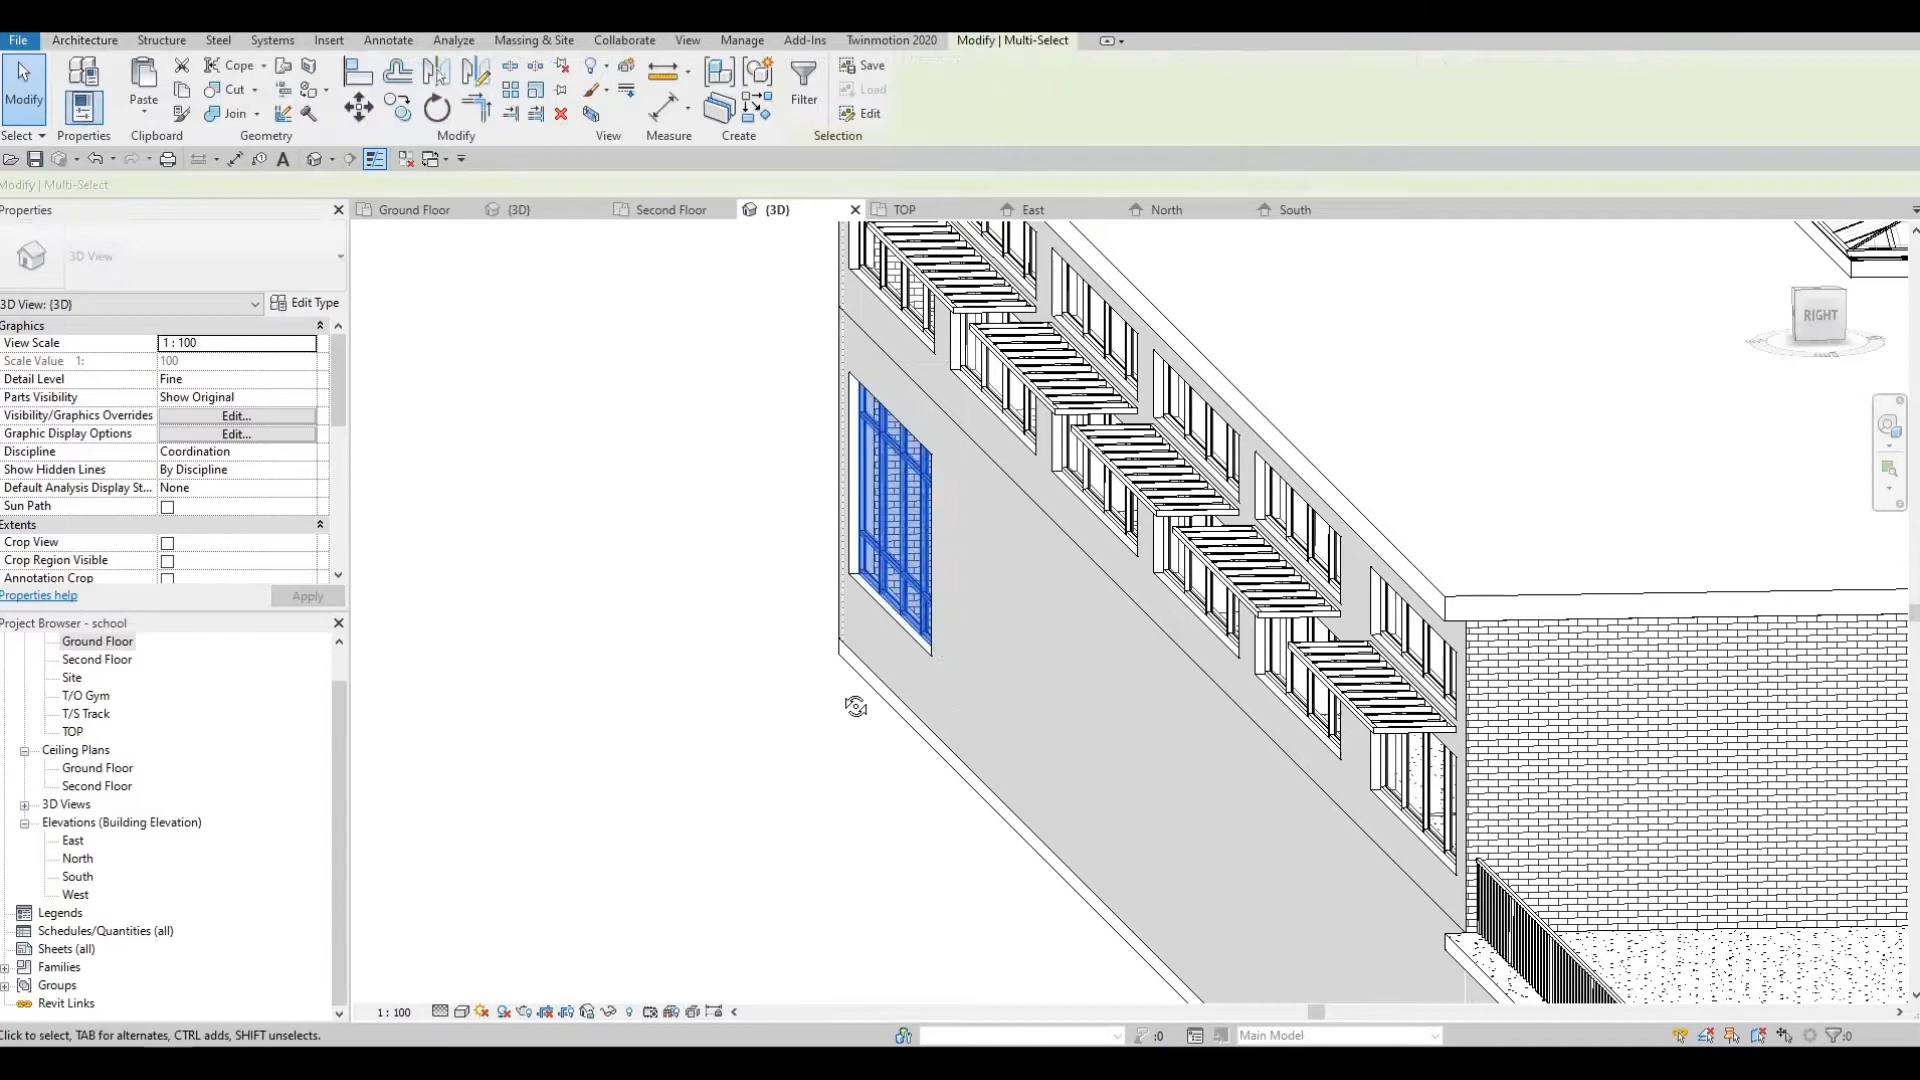 File Architecture Structure Steel Systems Insert Annotate Analyze Massing & Site Collaborate View Manage Add-Ins Twinmotion 2020 Modify | Multi-Select
Cope Save
Modify Paste Cut Filter Load
Join Edit
Select Properties Clipboard Geometry Modify View Measure Create Selection
A
Modify | Multi-Select
Properties Ground Floor {3D} Second Floor {3D} TOP East North South
3D View
3D View: {3D} Edit Type
Graphics
View Scale 1 : 100
Scale Value 1: 100
Detail Level Fine
Parts Visibility Show Original
Visibility/Graphics Overrides Edit...
Graphic Display Options Edit...
Discipline Coordination
Show Hidden Lines By Discipline
Default Analysis Display St... None
Sun Path
Extents
Crop View
Crop Region Visible
Annotation Crop
Properties help Apply
Project Browser - school
Ground Floor
Second Floor
Site
T/O Gym
T/S Track
TOP
Ceiling Plans
Ground Floor
Second Floor
3D Views
Elevations (Building Elevation)
East
North
South
West
Legends
Schedules/Quantities (all)
Sheets (all)
Families
Groups
Revit Links
RIGHT
1 : 100
Click to select, TAB for alternates, CTRL adds, SHIFT unselects. :0 Main Model :0